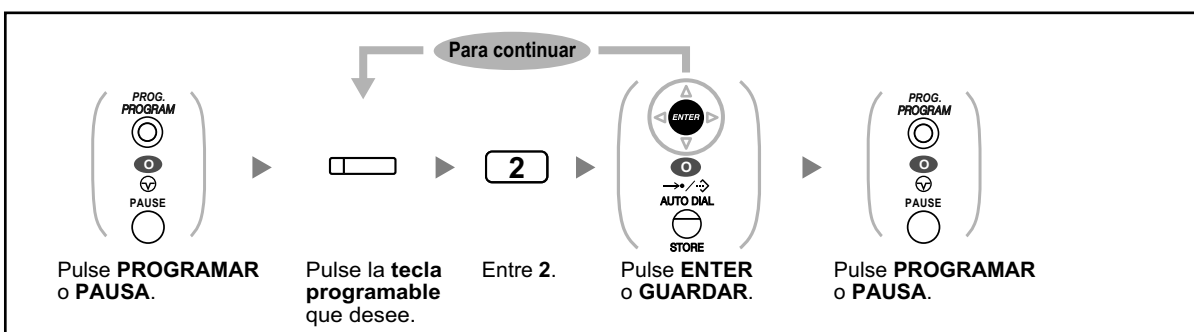 Para continuar
PROG.
PROGRAM
O
PAUSE
2
ENTER
O
AUTO DIAL
STORE
PROG.
PROGRAM
O
PAUSE
Pulse PROGRAMAR
o PAUSA.
Pulse la tecla
programable
que desee.
Entre 2.
Pulse ENTER
o GUARDAR.
Pulse PROGRAMAR
o PAUSA.